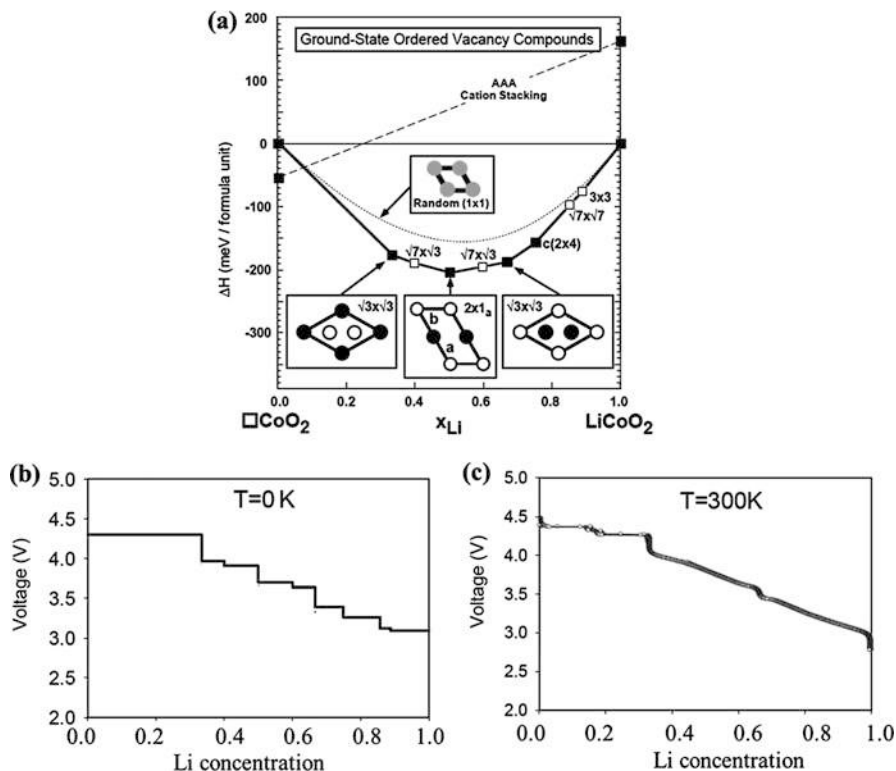 (a)
Ground-State Ordered Vacancy Compounds
200
100
0
-100
-200
-300
ΔH (meV / formula unit)
AAA
Cation Stacking
Random (1x1)
3x3
√7x√7
c(2x4)
√7x√3
√7x√3
√3x√3
2x1a
b
a
√3x√3
0.0 0.2 0.4 0.6 0.8 1.0
□CoO2 xLi LiCoO2
(b)
T=0 K
5.0
4.5
4.0
3.5
3.0
2.5
2.0
Voltage (V)
0.0 0.2 0.4 0.6 0.8 1.0
Li concentration
(c)
T=300K
5.0
4.5
4.0
3.5
3.0
2.5
2.0
Voltage (V)
0.0 0.2 0.4 0.6 0.8 1.0
Li concentration